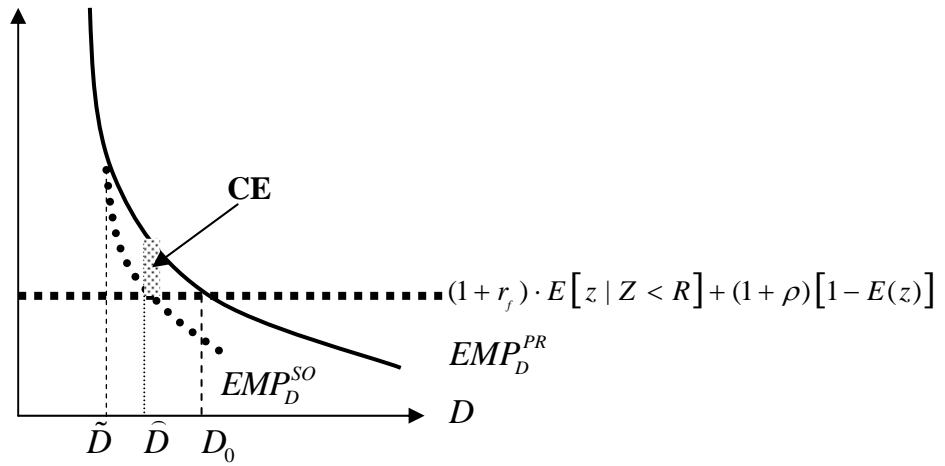 CE
(1 + r_f) · E[z | Z < R] + (1 + ρ)[1 − E(z)]
EMP_D^{PR}
EMP_D^{SO}
D
D̃ D̂ D_0